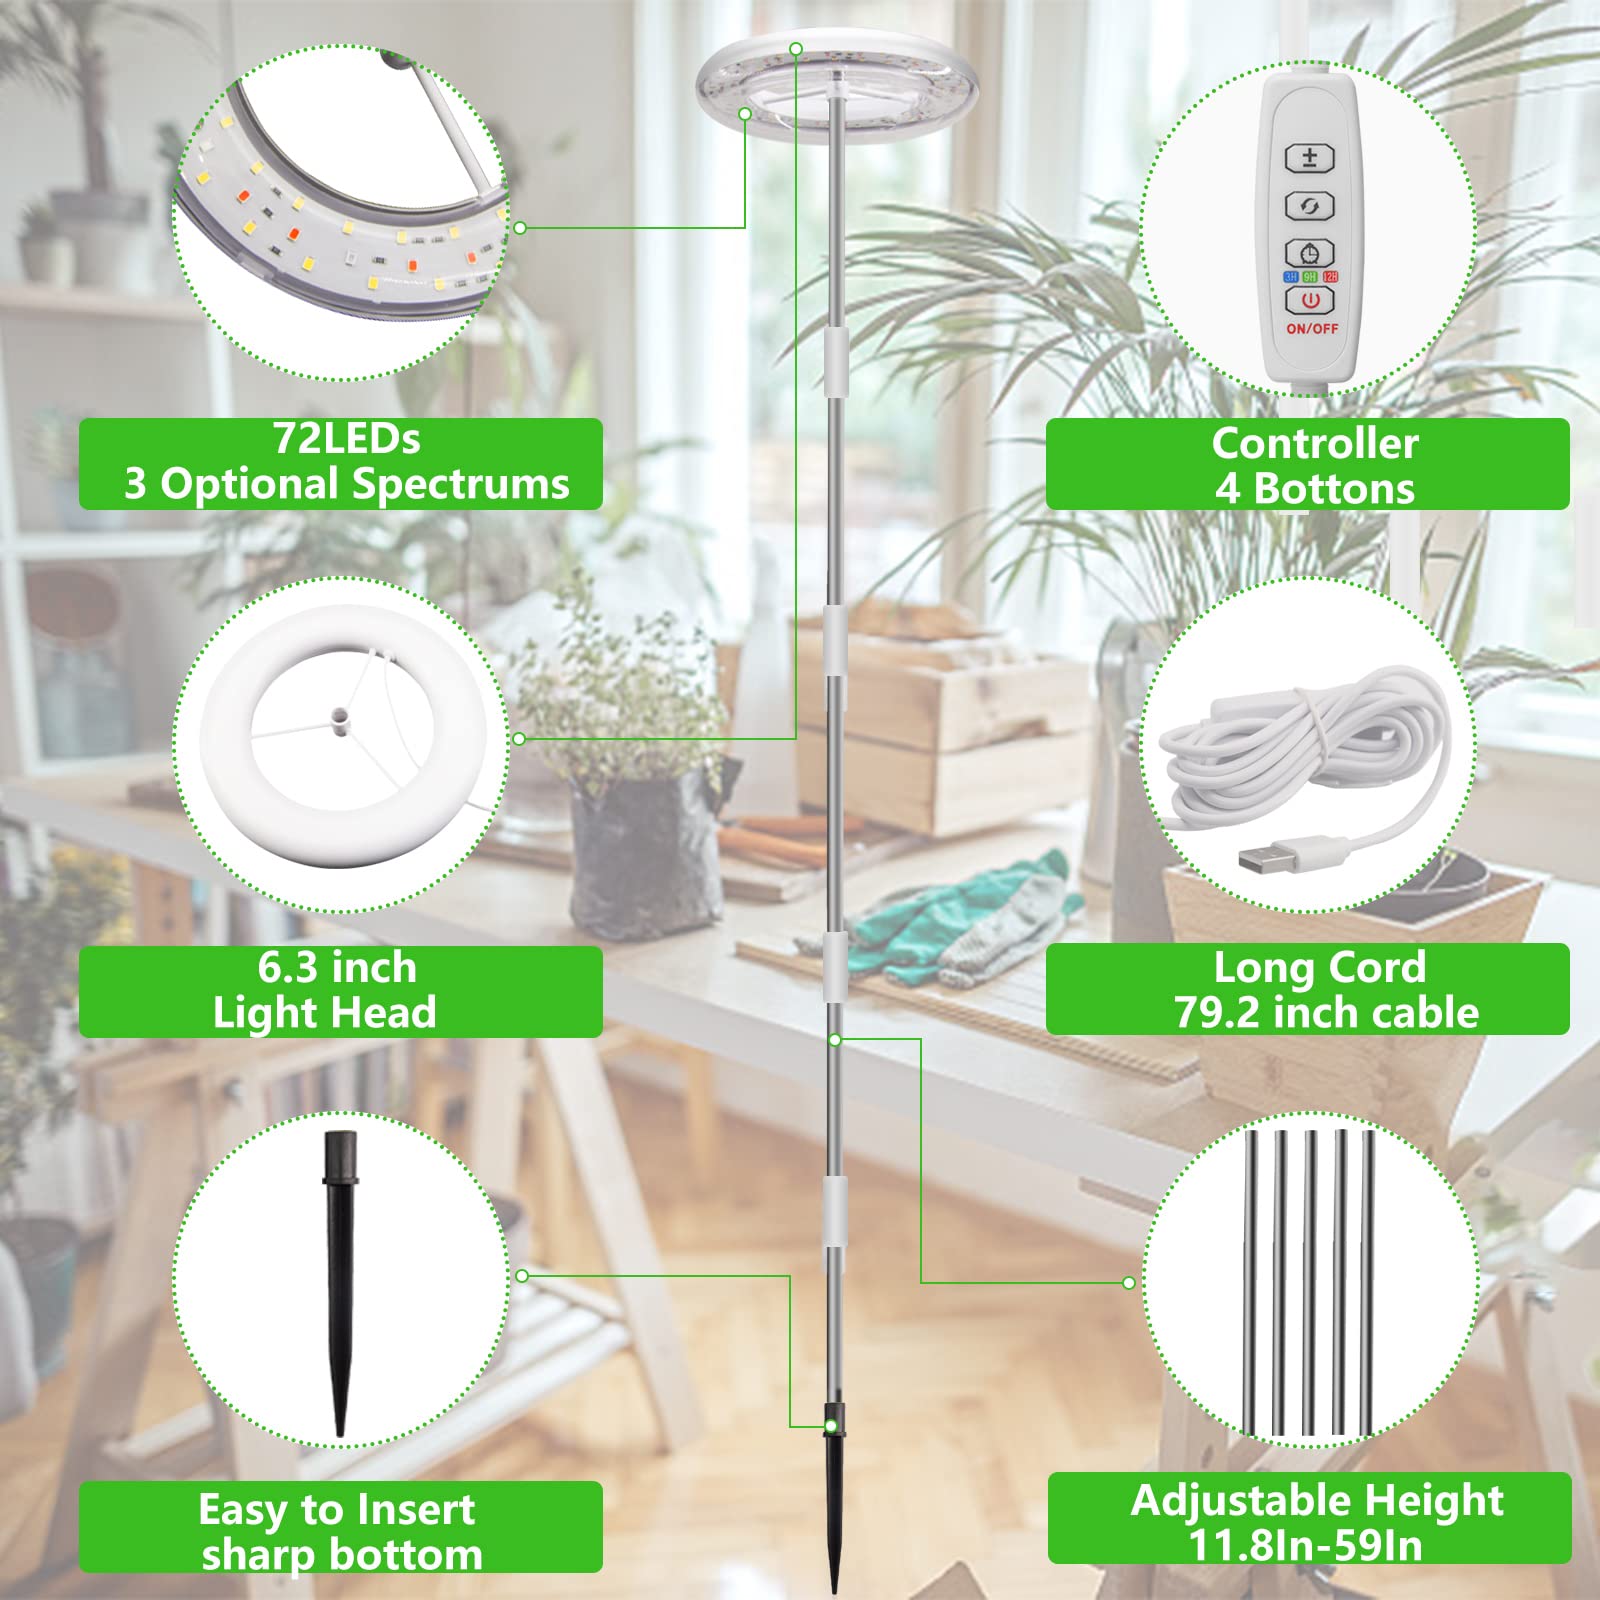 72LEDs
3 Optional Spectrums
±
3H 9H 12H
ON/OFF
Controller
4 Bottons
6.3 inch
Light Head
Long Cord
79.2 inch cable
Easy to Insert
sharp bottom
Adjustable Height
11.8In-59In